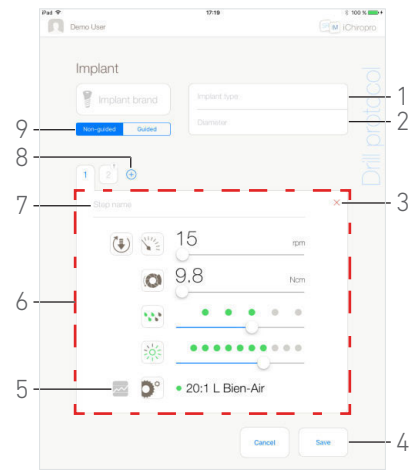 iPad 17:19 100 %
Demo User M iChiropro
Implant
Drill protocol
Implant brand
Implant type
Diameter
1
2
9
Non-guided Guided
8
1 2
7
Step name
3
15 rpm
6
9.8 Ncm
5
20:1 L Bien-Air
Cancel Save
4